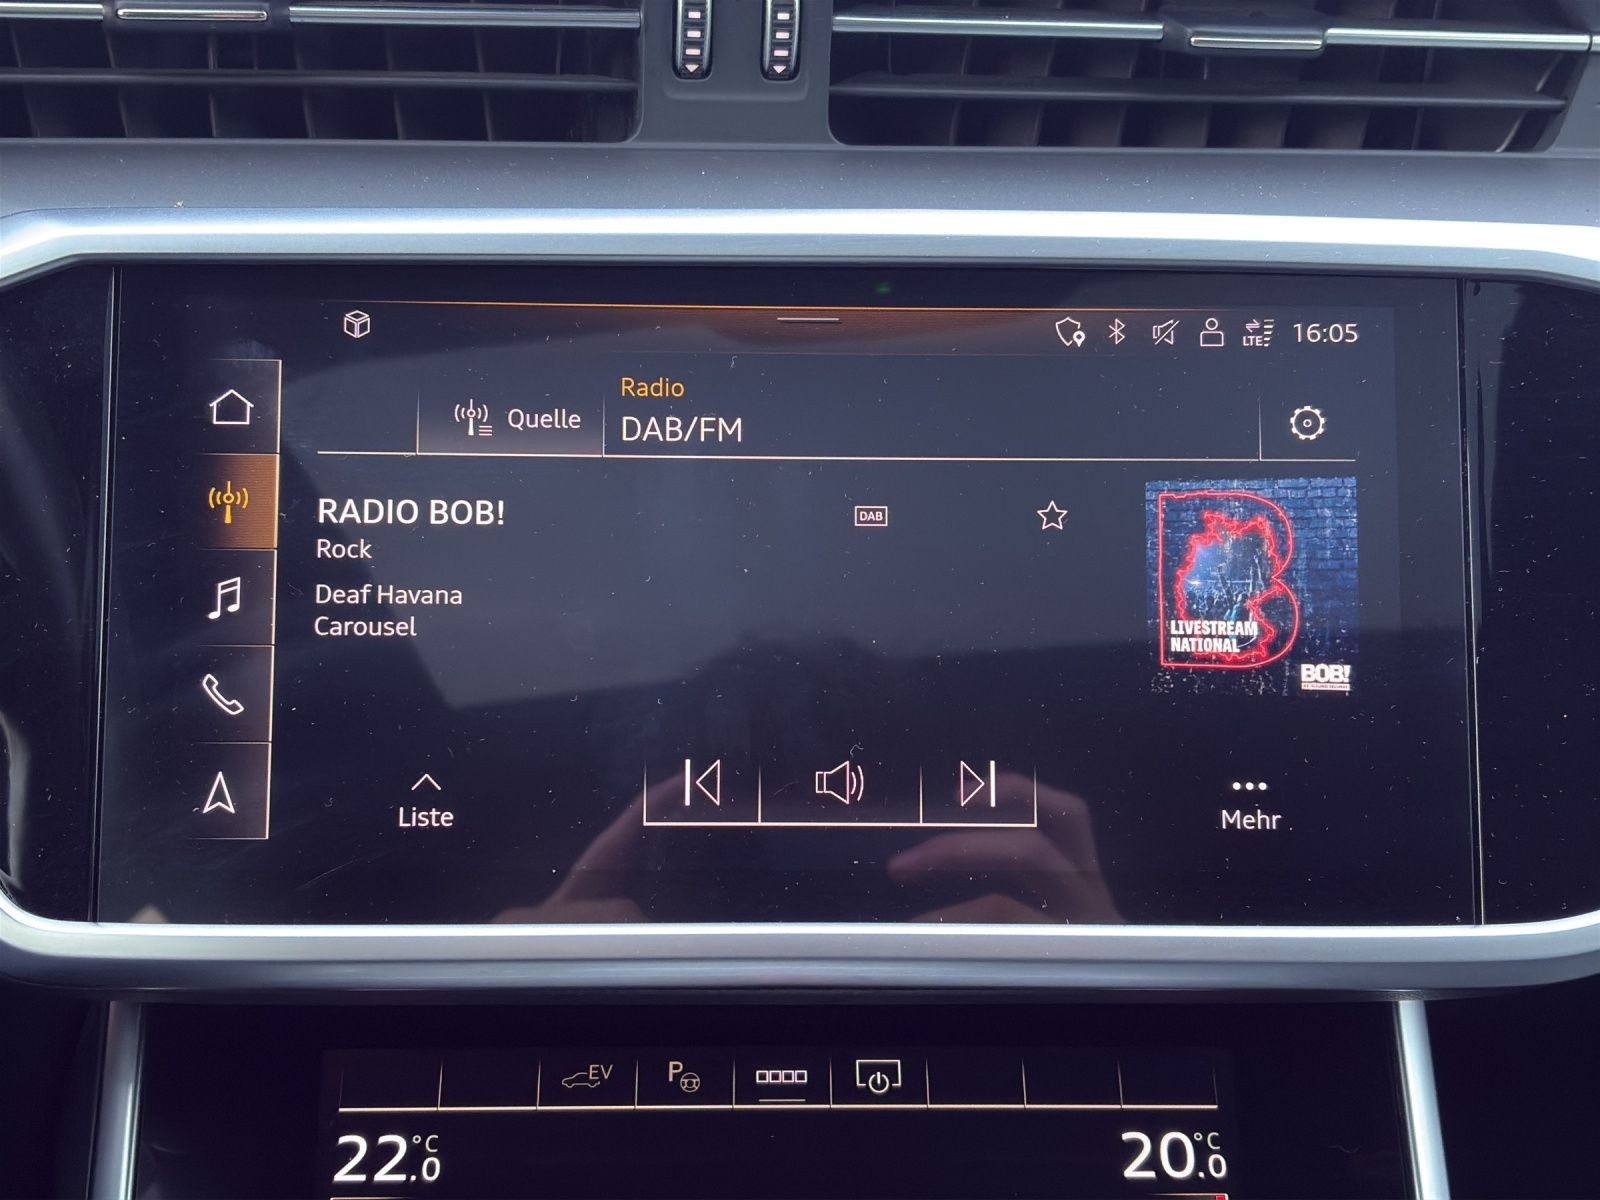 LTE 16:05
Radio
Quelle
DAB/FM
RADIO BOB!
DAB
Rock
Deaf Havana
Carousel
LIVESTREAM
NATIONAL
BOB!
Liste
Mehr
EV
P
22.0 °C
20.0 °C